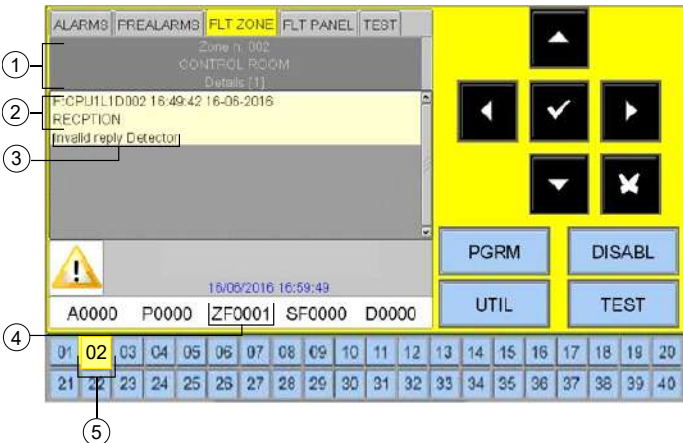 ALARMS PREALARMS FLT ZONE FLT PANEL TEST
Zone n. 002
CONTROL ROOM
Details [1]
1
F:CPU1L1D002 16:49:42 16-06-2016
2
RECPTION
Invalid reply Detector
3
PGRM DISABL
16/06/2016 16:59:49
A0000 P0000 ZF0001 SF0000 D0000
UTIL TEST
4
01 02 03 04 05 06 07 08 09 10 11 12 13 14 15 16 17 18 19 20
21 22 23 24 25 26 27 28 29 30 31 32 33 34 35 36 37 38 39 40
5